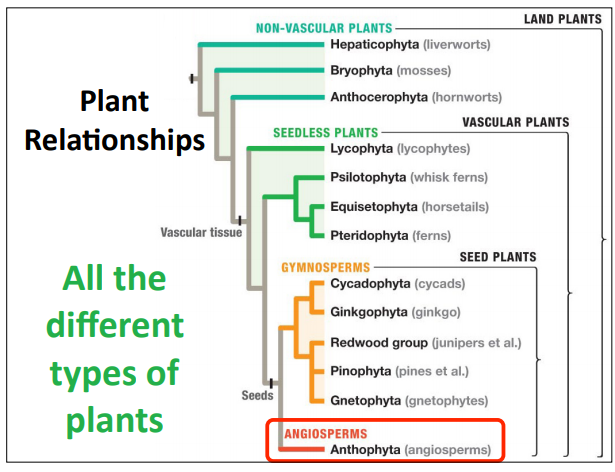 LAND PLANTS
NON-VASCULAR PLANTS
Hepaticophyta (liverworts)
Bryophyta (mosses)
Anthocerophyta (hornworts)
Plant
Relationships
VASCULAR PLANTS
SEEDLESS PLANTS
Lycophyta (lycophytes)
Psilotophyta (whisk ferns)
Equisetophyta (horsetails)
Pteridophyta (ferns)
Vascular tissue
SEED PLANTS
GYMNOSPERMS
Cycadophyta (cycads)
Ginkgophyta (ginkgo)
Redwood group (junipers et al.)
Pinophyta (pines et al.)
Gnetophyta (gnetophytes)
Seeds
All the
different
types of
plants
ANGIOSPERMS
Anthophyta (angiosperms)